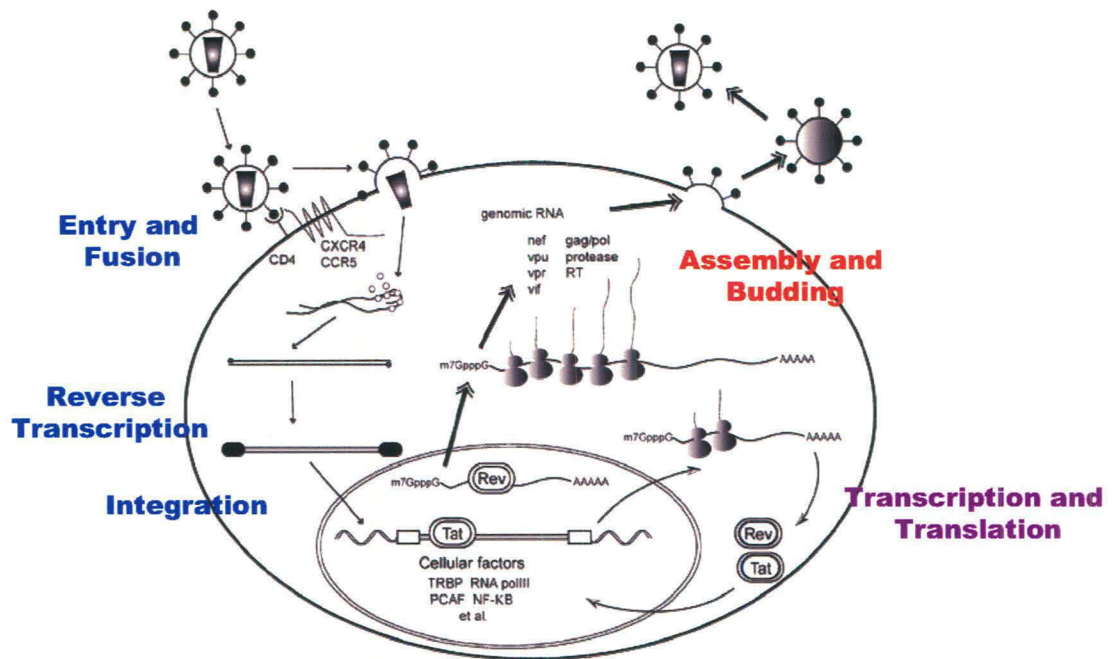 Entry and
Fusion
CD4
CXCR4
CCR5
genomic RNA
nef gag/pol
vpu protease
vpr RT
vif
Assembly and
Budding
m7GpppG
AAAAA
Reverse
Transcription
m7GpppG
AAAAA
Integration
m7GpppG
Rev
AAAAA
Tat
Cellular factors
TRBP RNA polIII
PCAF NF-KB
et al.
Transcription and
Translation
Rev
Tat